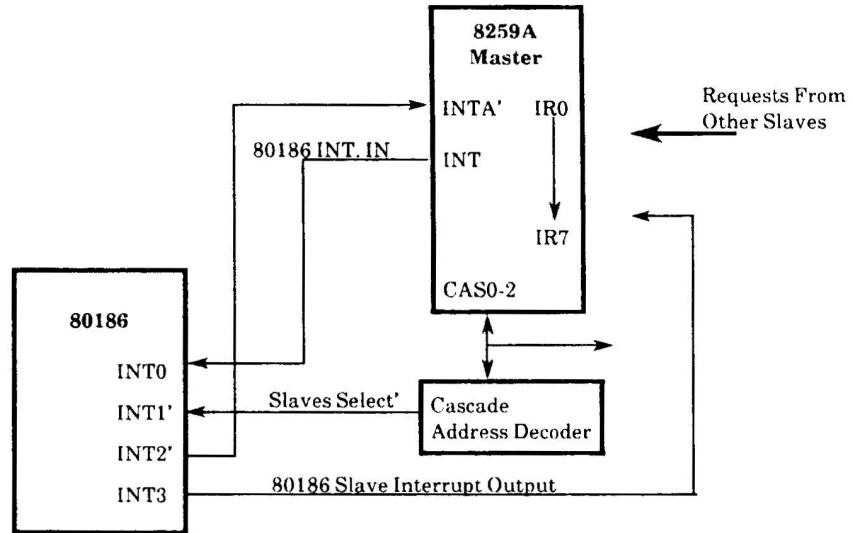 8259A
Master
INTA'
IR0
Requests From
Other Slaves
80186 INT. IN
INT
IR7
CAS0-2
80186
INT0
INT1'
Slaves Select'
Cascade
Address Decoder
INT2'
INT3
80186 Slave Interrupt Output